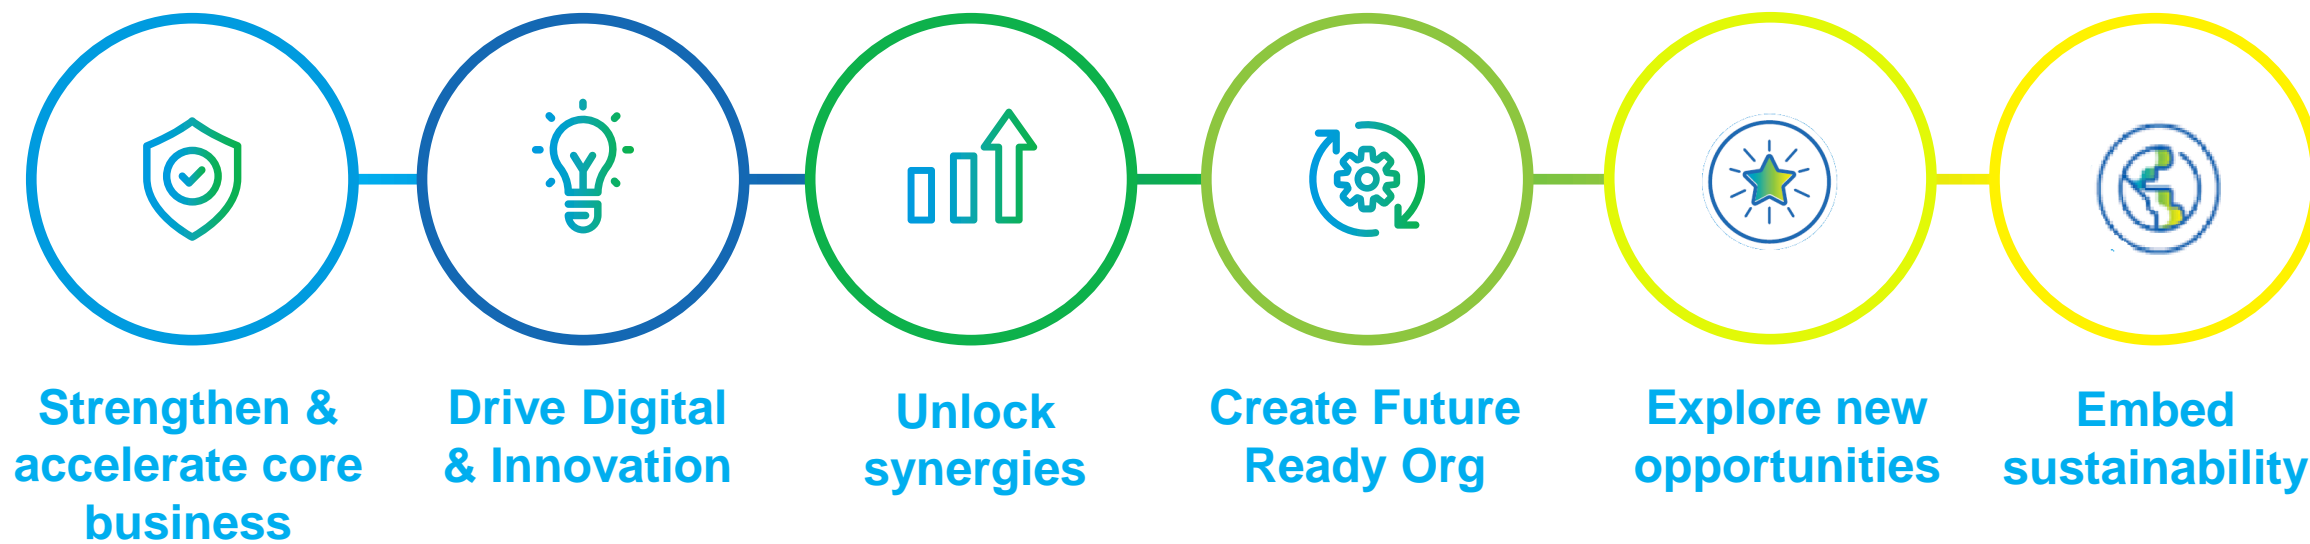 Strengthen &
accelerate core
business
Drive Digital
& Innovation
Unlock
synergies
Create Future
Ready Org
Explore new
opportunities
Embed
sustainability